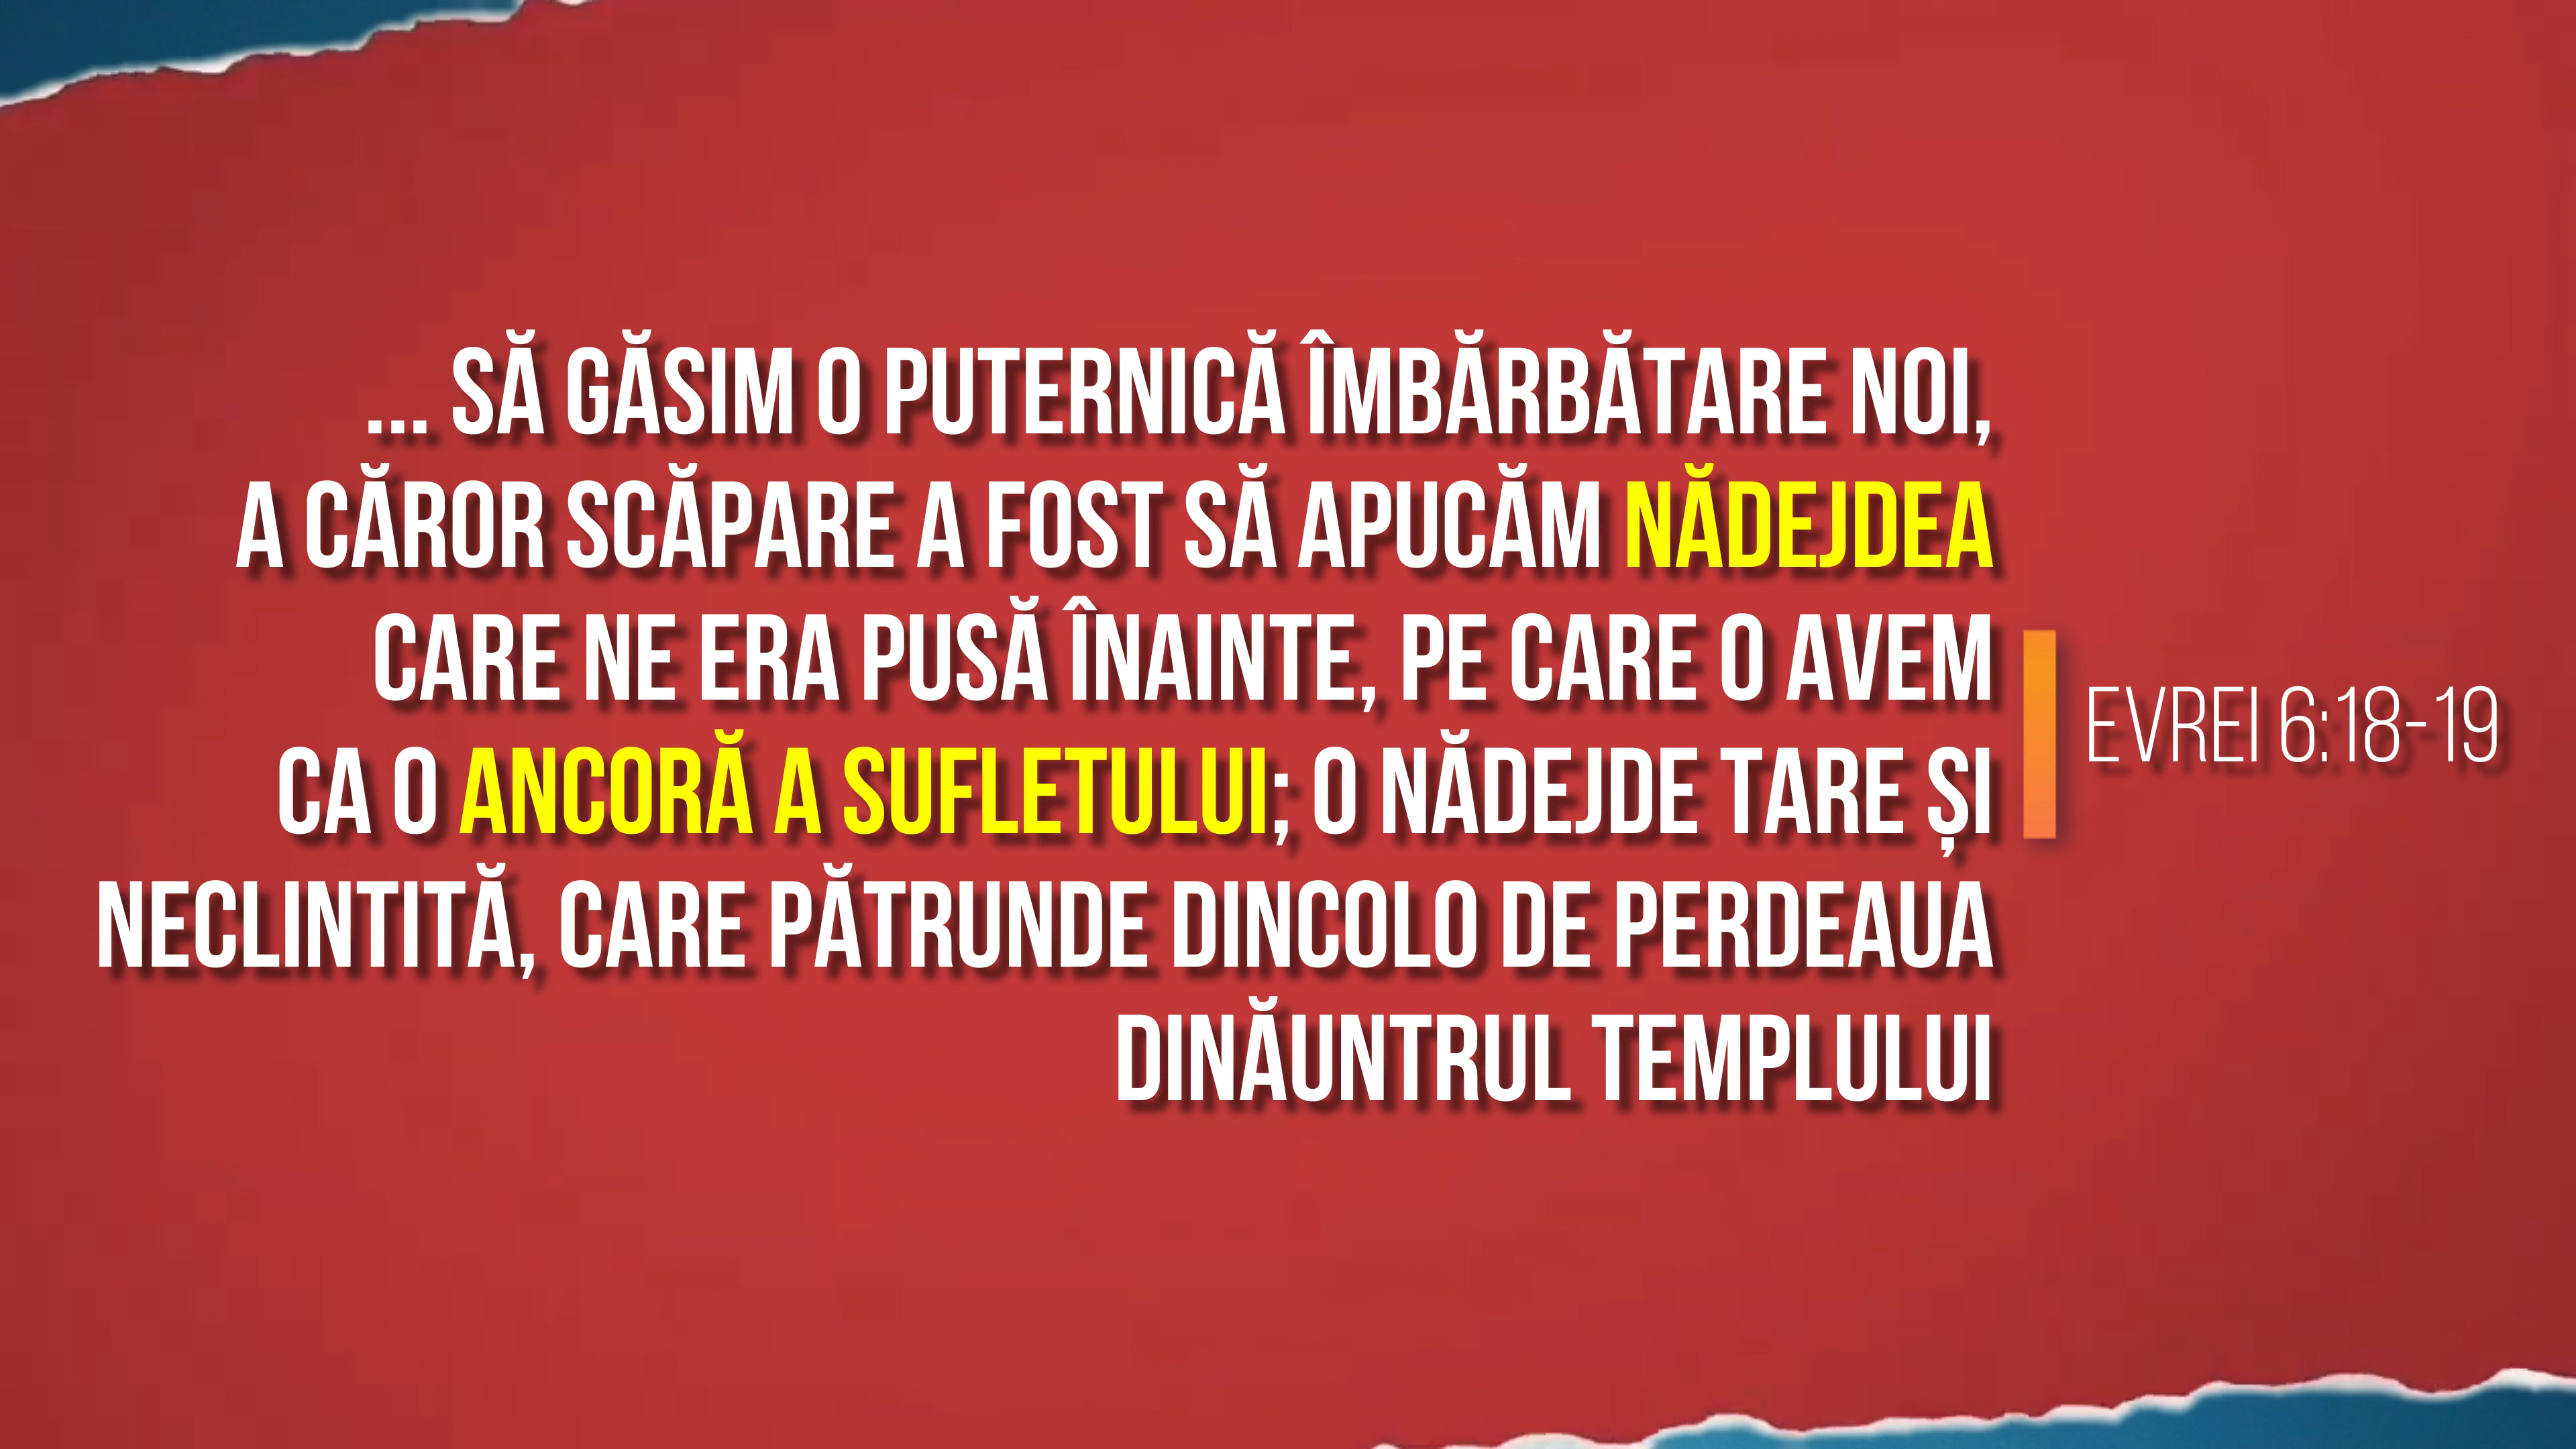 ... SĂ GĂSIM O PUTERNICĂ ÎMBĂRBĂTARE NOI,
A CĂROR SCĂPARE A FOST SĂ APUCĂM NĂDEJDEA
CARE NE ERA PUSĂ ÎNAINTE, PE CARE O AVEM
CA O ANCORĂ A SUFLETULUI; O NĂDEJDE TARE ȘI
NECLINTITĂ, CARE PĂTRUNDE DINCOLO DE PERDEAUA
DINĂUNTRUL TEMPLULUI
EVREI 6:18-19